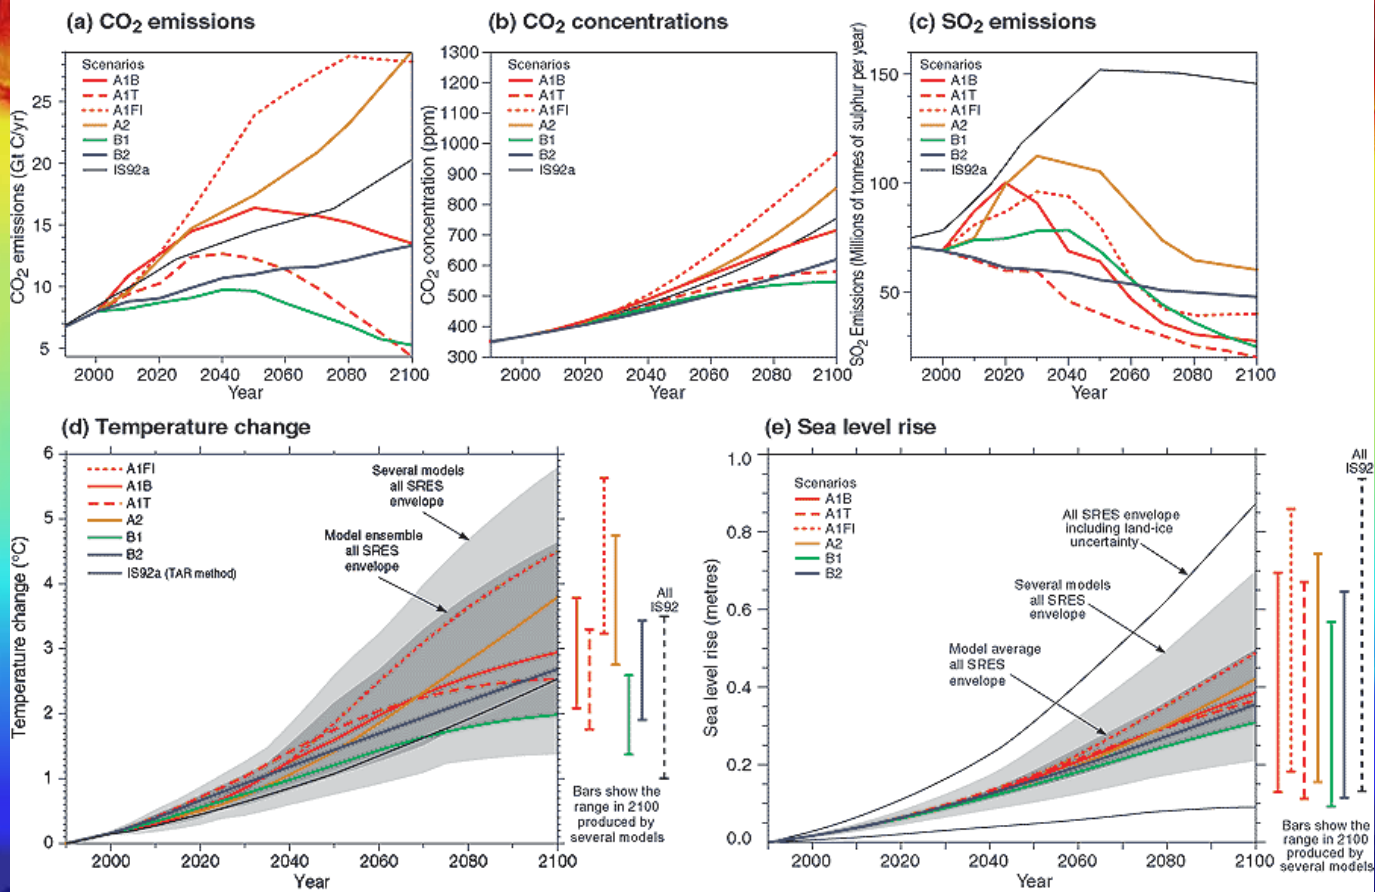 (a) CO2 emissions
CO2 emissions (Gt C/yr)
Scenarios
A1B
A1T
A1FI
A2
B1
B2
IS92a
25
20
15
10
5
2000 2020 2040 2060 2080 2100
Year
(b) CO2 concentrations
CO2 concentration (ppm)
1300
1200
1100
1000
900
800
700
600
500
400
300
Scenarios
A1B
A1T
A1FI
A2
B1
B2
IS92a
2000 2020 2040 2060 2080 2100
Year
(c) SO2 emissions
SO2 Emissions (Millions of tonnes of sulphur per year)
150
100
50
Scenarios
A1B
A1T
A1FI
A2
B1
B2
IS92a
2000 2020 2040 2060 2080 2100
Year
(d) Temperature change
Temperature change (°C)
6
5
4
3
2
1
0
A1FI
A1B
A1T
A2
B1
B2
IS92a (TAR method)
Several models
all SRES
envelope
Model ensemble
all SRES
envelope
All
IS92
Bars show the
range in 2100
produced by
several models
2000 2020 2040 2060 2080 2100
Year
(e) Sea level rise
Sea level rise (metres)
1.0
0.8
0.6
0.4
0.2
0.0
Scenarios
A1B
A1T
A1FI
A2
B1
B2
All SRES envelope
including land-ice
uncertainty
Several models
all SRES
envelope
Model average
all SRES
envelope
All
IS92
Bars show the
range in 2100
produced by
several models
2000 2020 2040 2060 2080 2100
Year